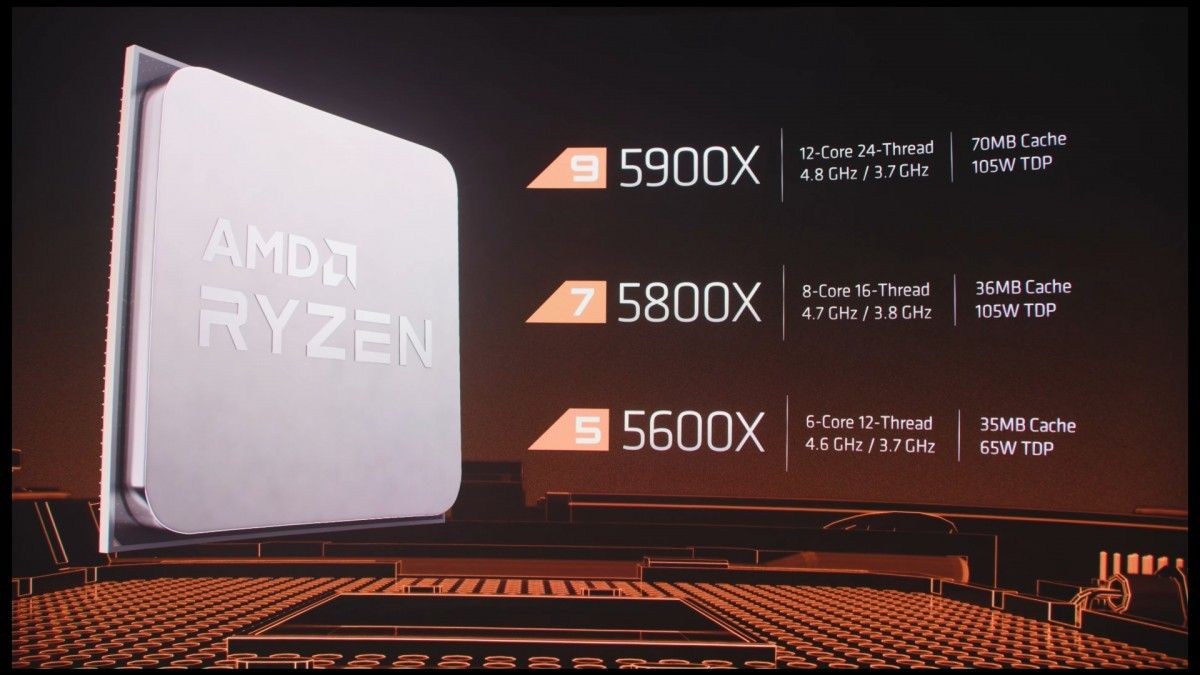 AMD
RYZEN
9 5900X
12-Core 24-Thread
4.8 GHz / 3.7 GHz
70MB Cache
105W TDP
7 5800X
8-Core 16-Thread
4.7 GHz / 3.8 GHz
36MB Cache
105W TDP
5 5600X
6-Core 12-Thread
4.6 GHz / 3.7 GHz
35MB Cache
65W TDP